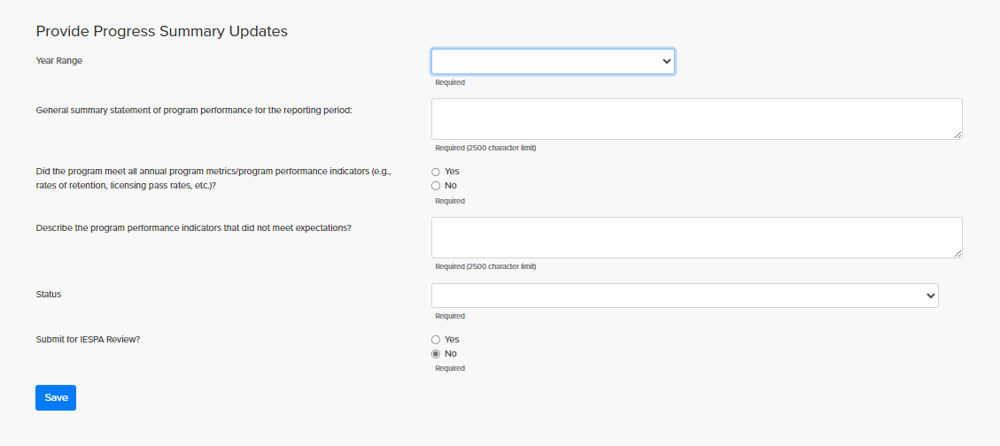 Provide Progress Summary Updates
Year Range
Required
General summary statement of program performance for the reporting period:
Required (2500 character limit)
Did the program meet all annual program metrics/program performance indicators (e.g.,
rates of retention, licensing pass rates, etc.)?
Yes
No
Required
Describe the program performance indicators that did not meet expectations?
Required (2500 character limit)
Status
Required
Submit for IESPA Review?
Yes
No
Required
Save